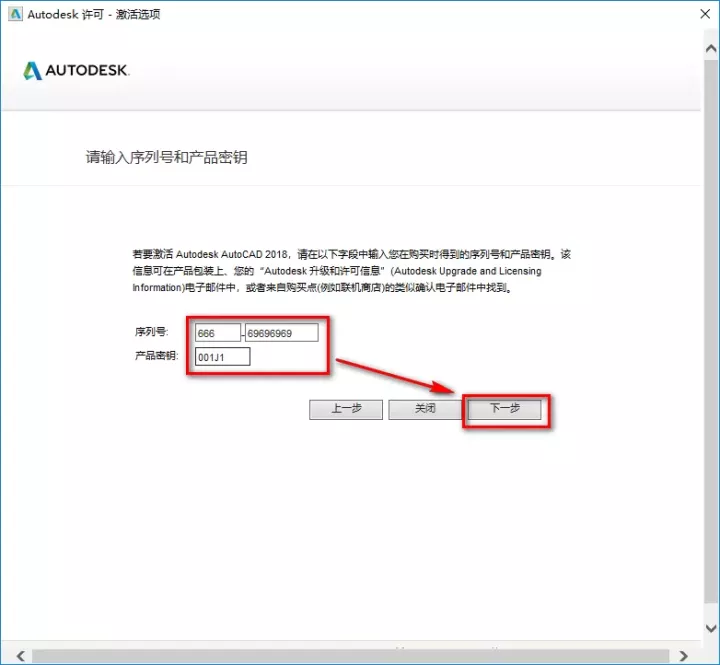 Autodesk 许可 - 激活选项
AUTODESK.
请输入序列号和产品密钥
若要激活 Autodesk AutoCAD 2018，请在以下字段中输入您在购买时得到的序列号和产品密钥。该
信息可在产品包装上、您的“Autodesk 升级和许可信息”(Autodesk Upgrade and Licensing
Information)电子邮件中，或者来自购买点(例如联机商店)的类似确认电子邮件中找到。
序列号: 666 - 69696969
产品密钥: 001J1
上一步 关闭 下一步